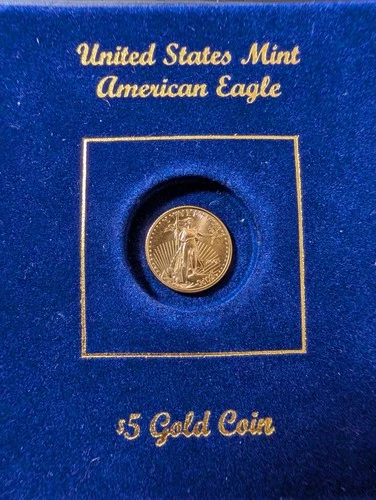 United States Mint
American Eagle
$5 Gold Coin